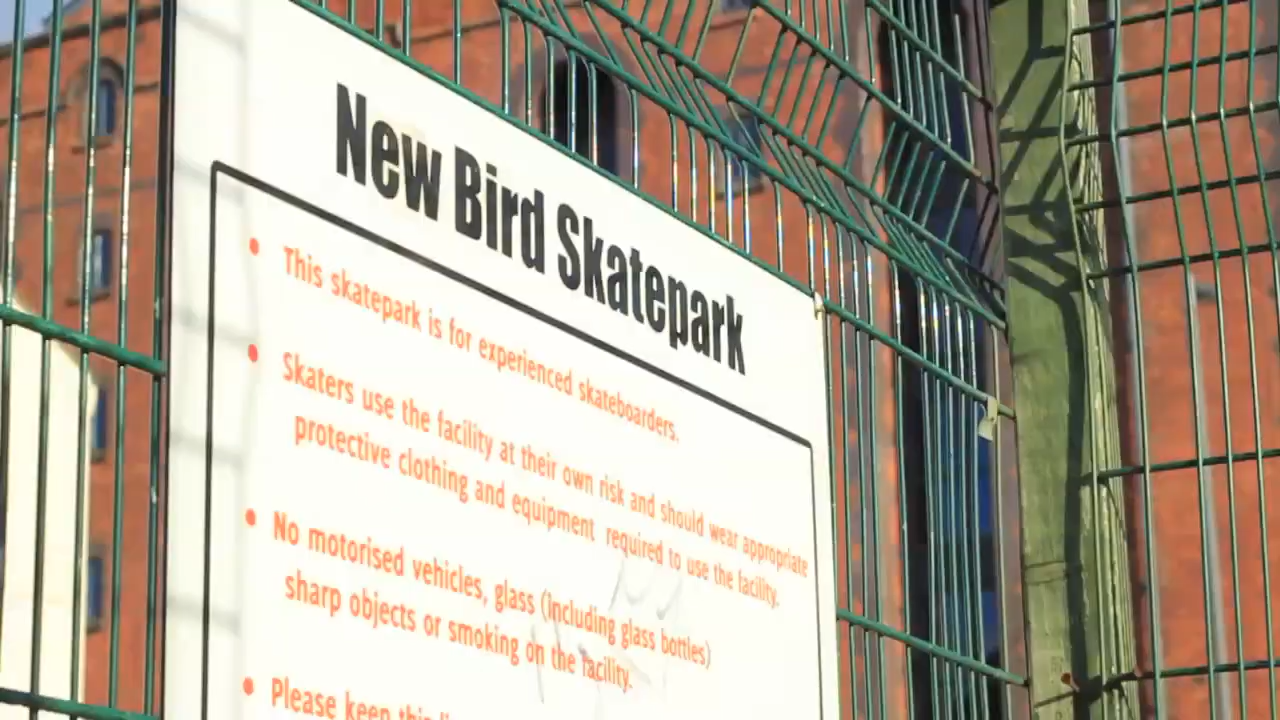 New Bird Skatepark
• This skatepark is for experienced skateboarders.
• Skaters use the facility at their own risk and should wear appropriate
protective clothing and equipment required to use the facility.
• No motorised vehicles, glass (including glass bottles)
sharp objects or smoking on the facility.
• Please keep this